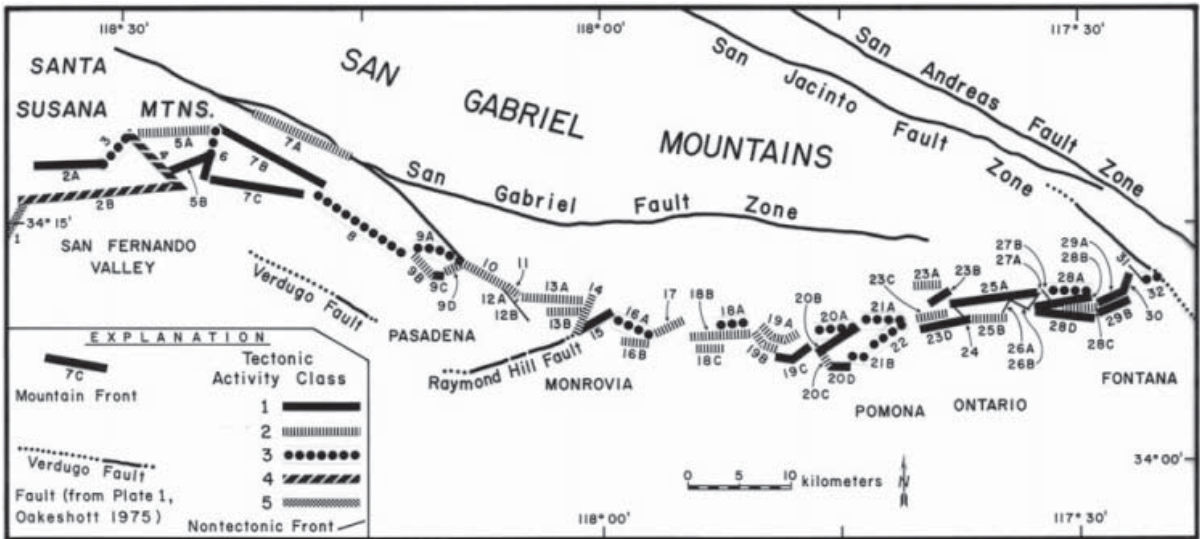 118° 30'
118° 00'
117° 30'
SANTA
SUSANA MTNS.
SAN GABRIEL MOUNTAINS
San Andreas Fault Zone
San Jacinto Fault Zone
San Gabriel Fault Zone
3
5A
7A
2A
4
6
7B
5B
7C
2B
1
34° 15'
SAN FERNANDO
VALLEY
8
Verdugo Fault
9A
9B
9C
9D
10
11
12A
12B
13A
13B
14
15
PASADENA
Raymond Hill Fault
16A
16B
17
MONROVIA
18B
18A
18C
19A
19B
19C
20B
20A
20C
20D
21A
21B
22
POMONA
23A
23B
23C
23D
24
25A
25B
ONTARIO
26A
26B
27B
27A
28A
29A
28B
28D
28C
29B
30
31
32
FONTANA
34° 00'
0 5 10 kilometers
N
118° 00'
117° 30'
EXPLANATION
7C
Mountain Front
Verdugo Fault
Fault (from Plate 1,
Oakeshott 1975)
Tectonic
Activity Class
1
2
3
4
5
Nontectonic Front